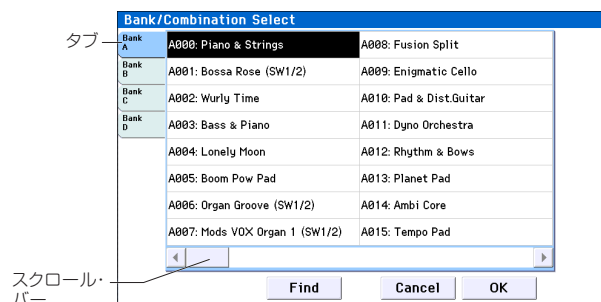 Bank/Combination Select
タブ
Bank A
Bank B
Bank C
Bank D
A000: Piano & Strings
A001: Bossa Rose (SW1/2)
A002: Wurly Time
A003: Bass & Piano
A004: Lonely Moon
A005: Boom Pow Pad
A006: Organ Groove (SW1/2)
A007: Mods VOX Organ 1 (SW1/2)
A008: Fusion Split
A009: Enigmatic Cello
A010: Pad & Dist.Guitar
A011: Dyno Orchestra
A012: Rhythm & Bows
A013: Planet Pad
A014: Ambi Core
A015: Tempo Pad
スクロール・
バー
Find
Cancel
OK